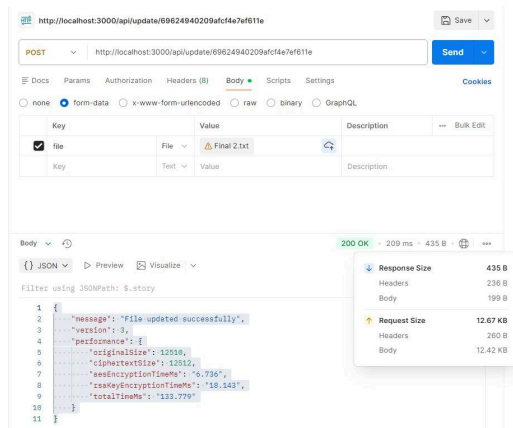 http://localhost:3000/api/update/69624940209afcf4e7ef611e
Save
POST http://localhost:3000/api/update/69624940209afcf4e7ef611e Send
Docs Params Authorization Headers (8) Body Scripts Settings Cookies
none form-data x-www-form-urlencoded raw binary GraphQL
Key Value Description ••• Bulk Edit
file File Final 2.txt
Key Text Value Description
Body 200 OK • 209 ms • 435 B •••
{} JSON Preview Visualize
Response Size 435 B
Filter using JSONPath: $.story
Headers 236 B
Body 199 B
Request Size 12.67 KB
Headers 260 B
Body 12.42 KB
1 {
2 "message": "File updated successfully",
3 "version": 3,
4 "performance": {
5 "originalSize": 12510,
6 "ciphertextSize": 12512,
7 "aesEncryptionTimeMs": "6.736",
8 "rsaKeyEncryptionTimeMs": "18.143",
9 "totalTimeMs": "133.779"
10 }
11 }